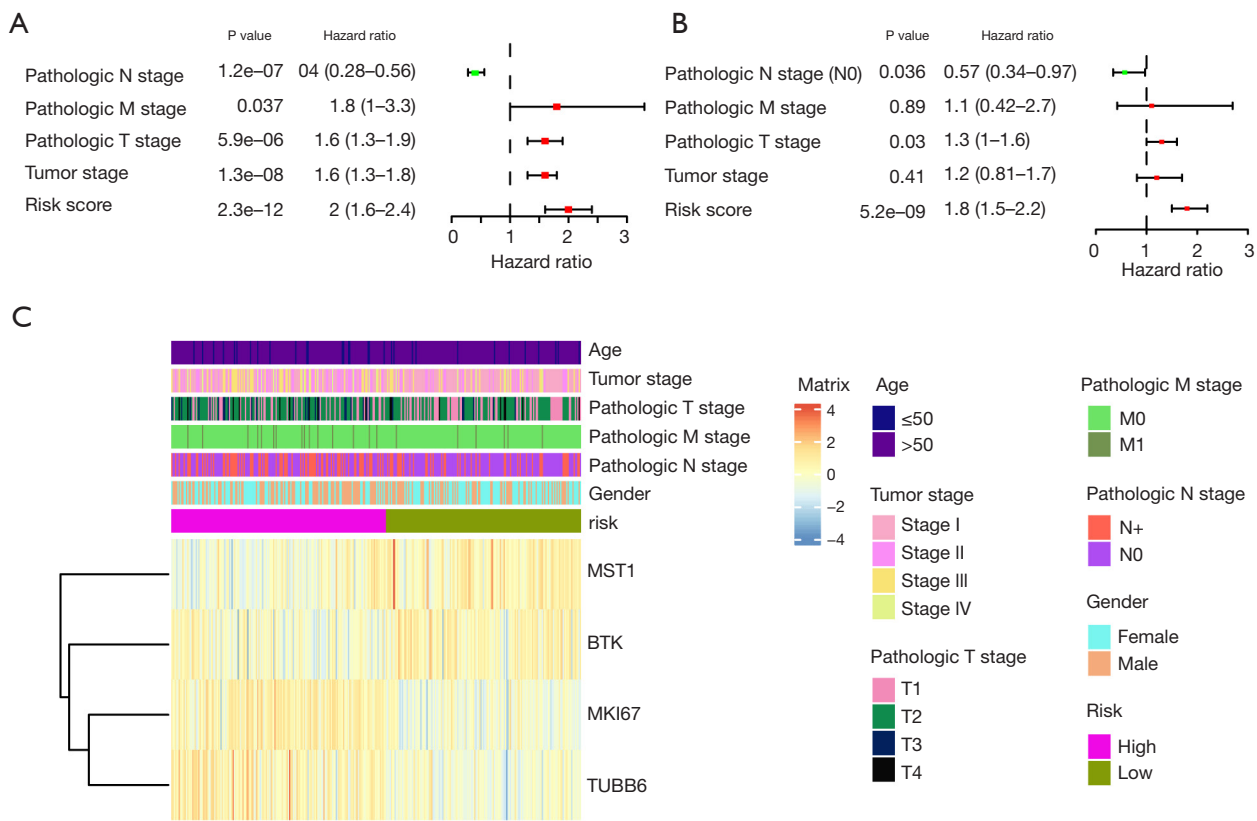 A
P value Hazard ratio
Pathologic N stage 1.2e–07 04 (0.28–0.56)
Pathologic M stage 0.037 1.8 (1–3.3)
Pathologic T stage 5.9e–06 1.6 (1.3–1.9)
Tumor stage 1.3e–08 1.6 (1.3–1.8)
Risk score 2.3e–12 2 (1.6–2.4)
0 1 2 3
Hazard ratio
B
P value Hazard ratio
Pathologic N stage (N0) 0.036 0.57 (0.34–0.97)
Pathologic M stage 0.89 1.1 (0.42–2.7)
Pathologic T stage 0.03 1.3 (1–1.6)
Tumor stage 0.41 1.2 (0.81–1.7)
Risk score 5.2e–09 1.8 (1.5–2.2)
0 1 2 3
Hazard ratio
C
Age
Tumor stage
Pathologic T stage
Pathologic M stage
Pathologic N stage
Gender
risk
MST1
BTK
MKI67
TUBB6
Matrix
4
2
0
−2
−4
Age
≤50
>50
Tumor stage
Stage I
Stage II
Stage III
Stage IV
Pathologic T stage
T1
T2
T3
T4
Pathologic M stage
M0
M1
Pathologic N stage
N+
N0
Gender
Female
Male
Risk
High
Low